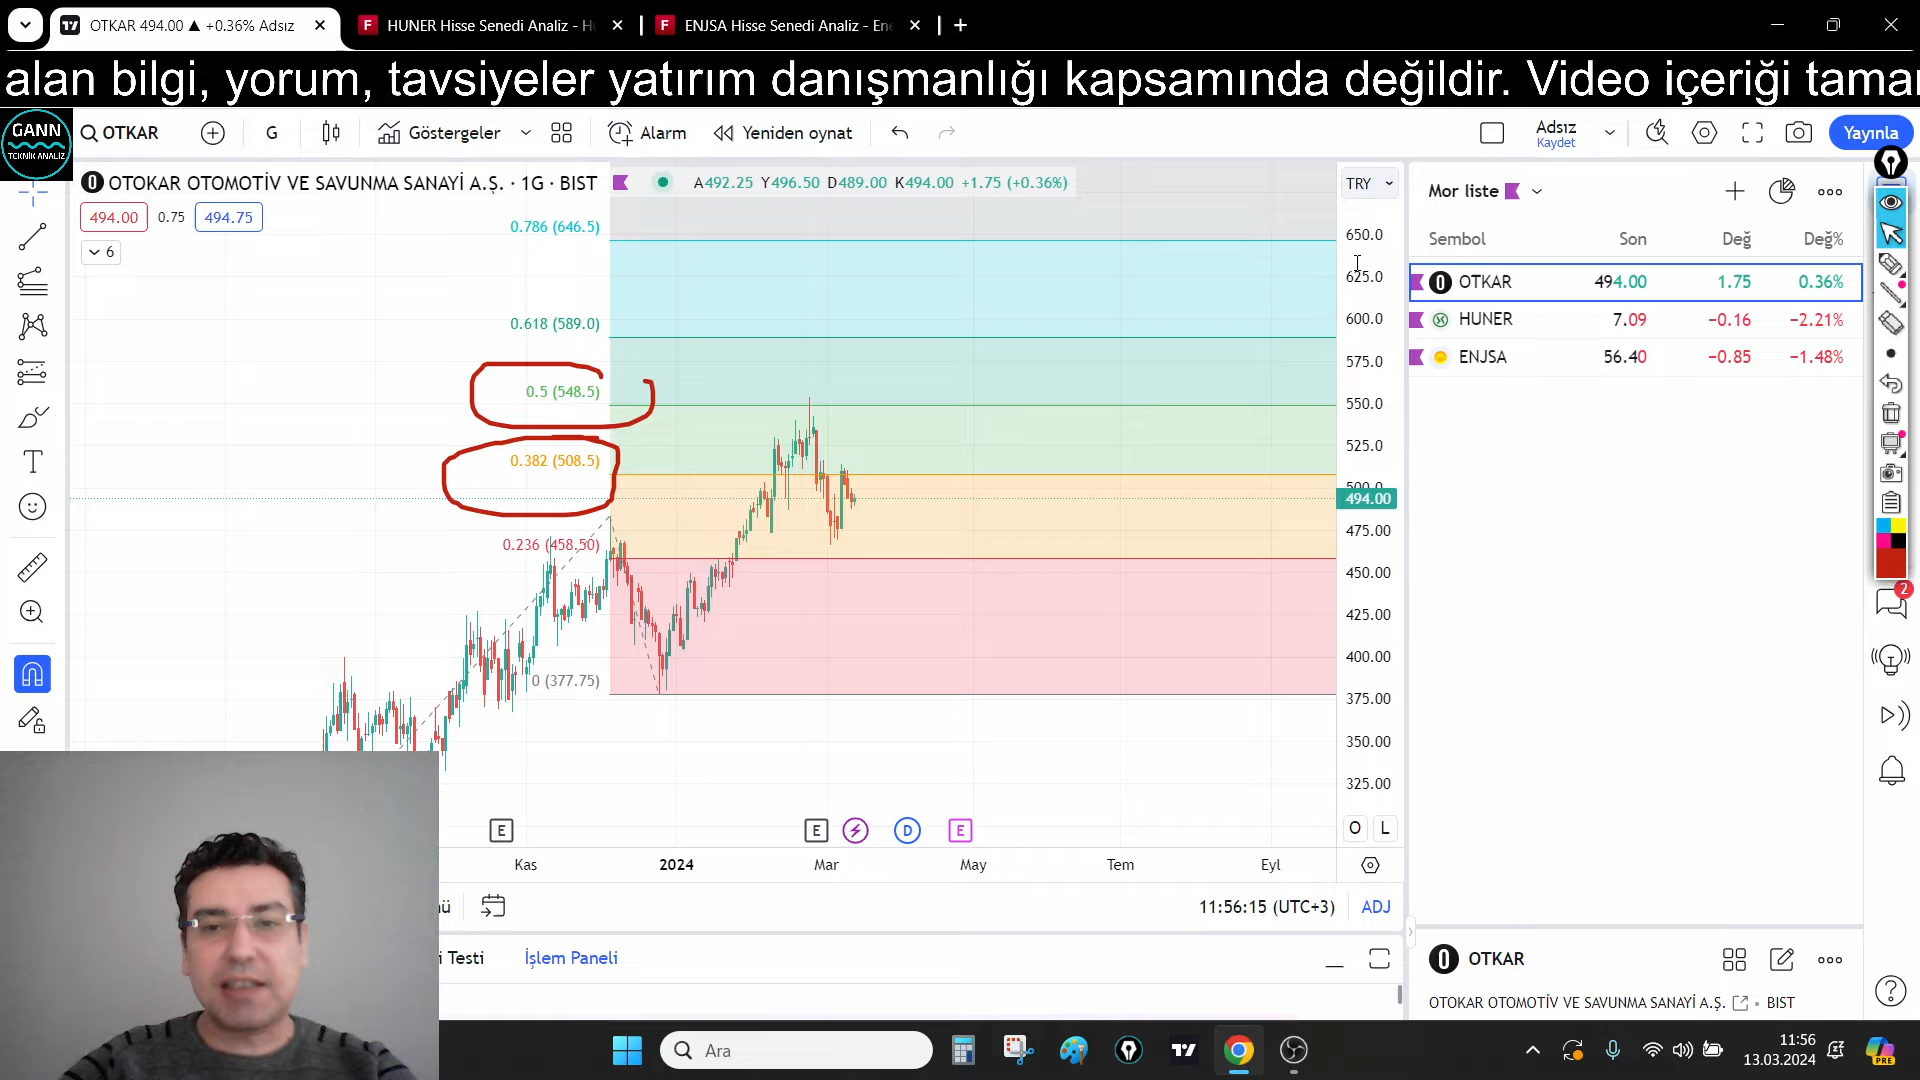 OTKAR 494.00 ▲ +0.36% Adsız
HUNER Hisse Senedi Analiz - H
ENJSA Hisse Senedi Analiz - Ene
alan bilgi, yorum, tavsiyeler yatırım danışmanlığı kapsamında değildir. Video içeriği tamam
GANN
TEKNİK ANALİZ
OTKAR
G
Göstergeler
Alarm
Yeniden oynat
Adsız
Kaydet
Yayınla
OTOKAR OTOMOTİV VE SAVUNMA SANAYİ A.Ş. · 1G · BIST
A492.25 Y496.50 D489.00 K494.00 +1.75 (+0.36%)
TRY
494.00
0.75
494.75
6
0.786 (646.5)
0.618 (589.0)
0.5 (548.5)
0.382 (508.5)
0.236 (458.50)
0 (377.75)
650.0
625.0
600.0
575.0
550.0
525.0
500.0
494.00
475.00
450.00
425.00
400.00
375.00
350.00
325.00
E
E
D
E
O
L
Kas
2024
Mar
May
Tem
Eyl
11:56:15 (UTC+3)
ADJ
i Testi
İşlem Paneli
Mor liste
Sembol Son Değ Değ%
OTKAR 494.00 1.75 0.36%
HUNER 7.09 −0.16 −2.21%
ENJSA 56.40 −0.85 −1.48%
2
OTKAR
OTOKAR OTOMOTİV VE SAVUNMA SANAYİ A.Ş. • BIST
Ara
11:56
13.03.2024
PRE